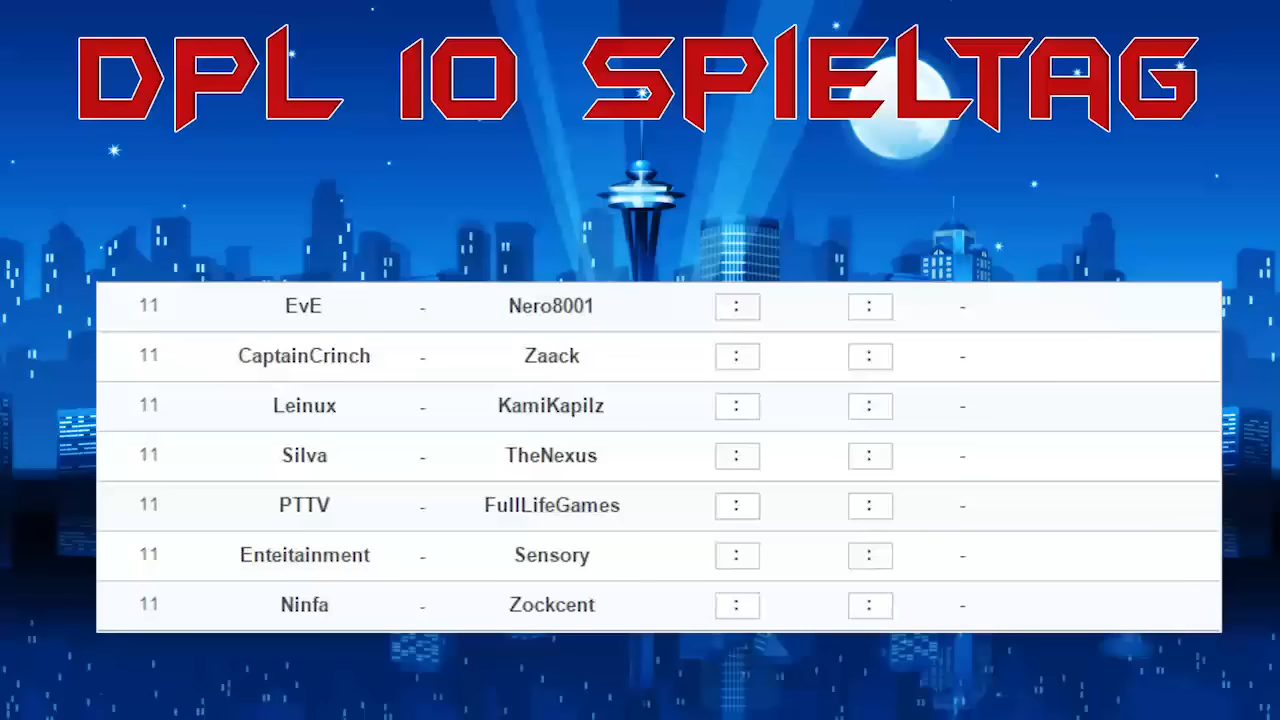 DPL 10 SPIELTAG
11 EvE - Nero8001 : : -
11 CaptainCrinch - Zaack : : -
11 Leinux - KamiKapilz : : -
11 Silva - TheNexus : : -
11 PTTV - FullLifeGames : : -
11 Enteitainment - Sensory : : -
11 Ninfa - Zockcent : : -